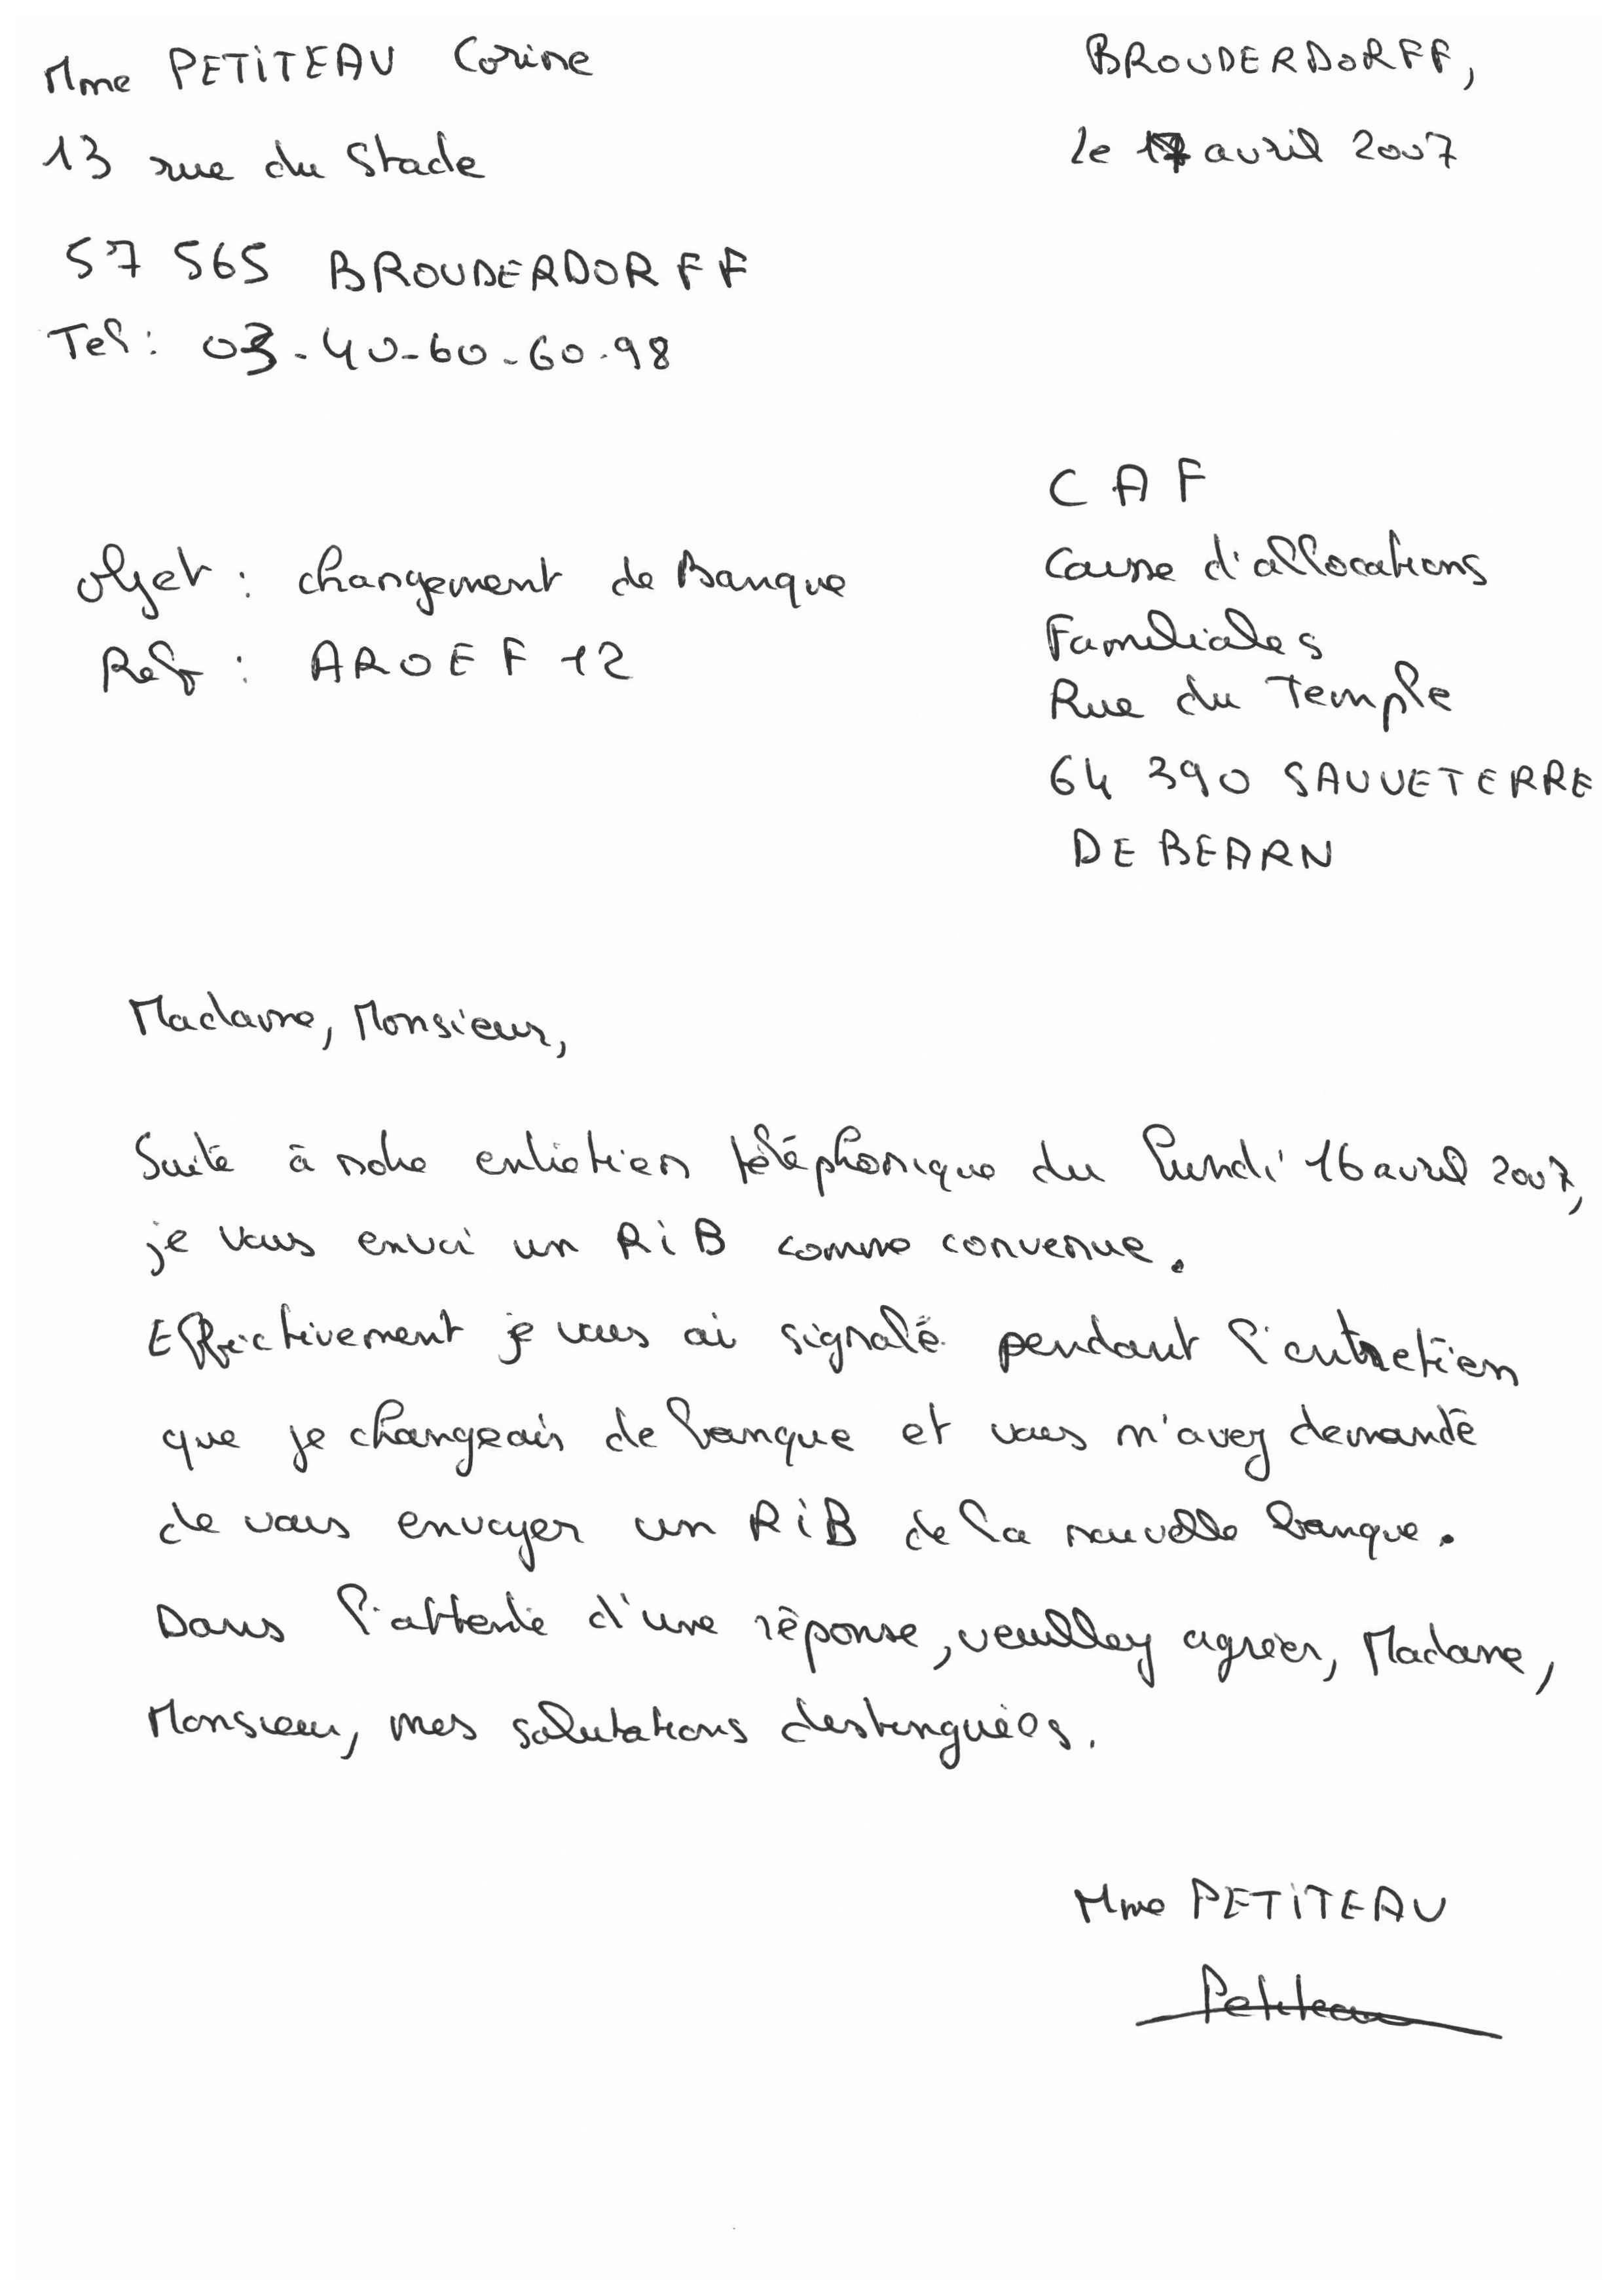 Mme PETITEAU Corine
13 rue du Stade
57 565 BROUDERDORFF
Tel : 03-40-60-60-98
BROUDERDORFF,
le 17 avril 2007
CAF
Caisse d'allocations
Familiales
Rue du Temple
64 390 SAUVETERRE
DE BEARN
objet : changement de Banque
Ref : AROEF12
Madame, Monsieur,
Suite à notre entretien téléphonique du lundi 16 avril 2007,
je vous envoi un RiB comme convenue.
Effectivement je vous ai signalé pendant l'entretien
que je changeais de banque et vous m'avez demandé
de vous envoyer un RiB de la nouvelle banque.
Dans l'attente d'une réponse, veuillez agréer, Madame,
Monsieur, mes salutations destinguées.
Mme PETITEAU
Petiteau